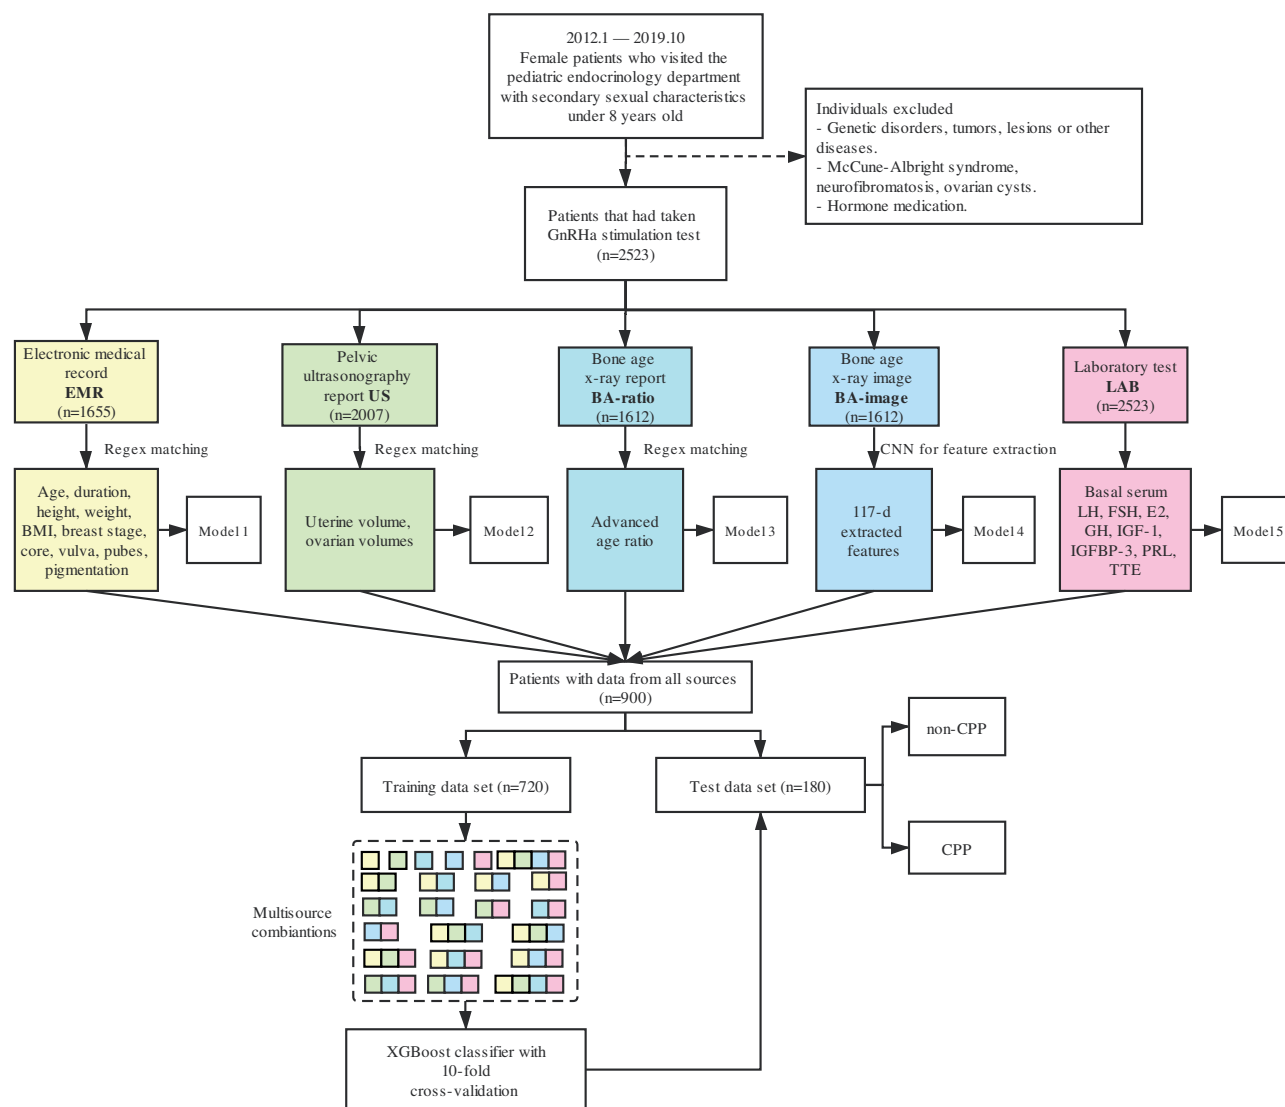 2012.1 — 2019.10
Female patients who visited the
pediatric endocrinology department
with secondary sexual characteristics
under 8 years old
Individuals excluded
- Genetic disorders, tumors, lesions or other
diseases.
- McCune-Albright syndrome,
neurofibromatosis, ovarian cysts.
- Hormone medication.
Patients that had taken
GnRHa stimulation test
(n=2523)
Electronic medical
record
EMR
(n=1655)
Pelvic
ultrasonography
report US
(n=2007)
Bone age
x-ray report
BA-ratio
(n=1612)
Bone age
x-ray image
BA-image
(n=1612)
Laboratory test
LAB
(n=2523)
Regex matching
Regex matching
Regex matching
CNN for feature extraction
Age, duration,
height, weight,
BMI, breast stage,
core, vulva, pubes,
pigmentation
Model1
Uterine volume,
ovarian volumes
Model2
Advanced
age ratio
Model3
117-d
extracted
features
Model4
Basal serum
LH, FSH, E2,
GH, IGF-1,
IGFBP-3, PRL,
TTE
Model5
Patients with data from all sources
(n=900)
Training data set (n=720)
Test data set (n=180)
non-CPP
CPP
Multisource
combiantions
XGBoost classifier with
10-fold
cross-validation